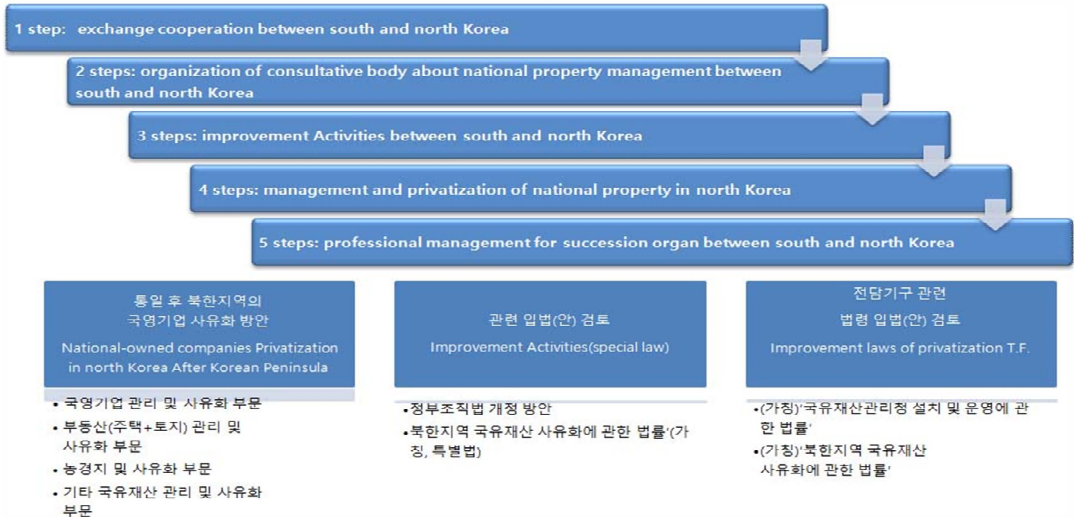 1 step: exchange cooperation between south and north Korea
2 steps: organization of consultative body about national property management between
south and north Korea
3 steps: improvement Activities between south and north Korea
4 steps: management and privatization of national property in north Korea
5 steps: professional management for succession organ between south and north Korea
통일 후 북한지역의
국영기업 사유화 방안
National-owned companies Privatization
in north Korea After Korean Peninsula
• 국영기업 관리 및 사유화 부문
• 부동산(주택+토지) 관리 및
사유화 부문
• 농경지 및 사유화 부문
• 기타 국유재산 관리 및 사유화
부문
관련 입법(안) 검토
Improvement Activities(special law)
•정부조직법 개정 방안
•북한지역 국유재산 사유화에 관한 법률'(가
칭, 특별법)
전담기구 관련
법령 입법(안) 검토
Improvement laws of privatization T.F.
•(가칭)'국유재산관리청 설치 및 운영에 관
한 법률'
•(가칭)'북한지역 국유재산
사유화에 관한 법률'